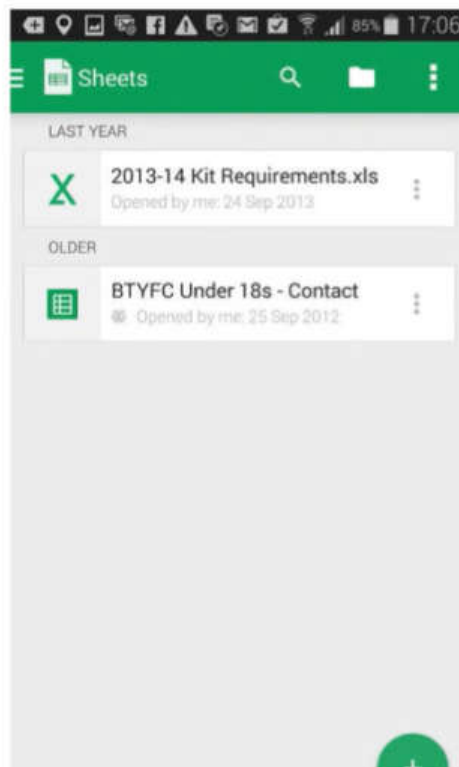 85% 17:06
Sheets
LAST YEAR
2013-14 Kit Requirements.xls
Opened by me: 24 Sep 2013
OLDER
BTYFC Under 18s - Contact
Opened by me: 25 Sep 2012